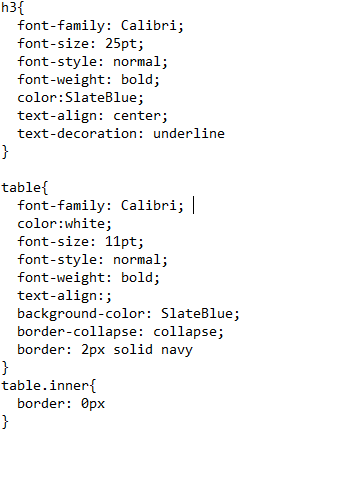 h3{
  font-family: Calibri;
  font-size: 25pt;
  font-style: normal;
  font-weight: bold;
  color:SlateBlue;
  text-align: center;
  text-decoration: underline
}

table{
  font-family: Calibri;
  color:white;
  font-size: 11pt;
  font-style: normal;
  font-weight: bold;
  text-align:;
  background-color: SlateBlue;
  border-collapse: collapse;
  border: 2px solid navy
}
table.inner{
  border: 0px
}